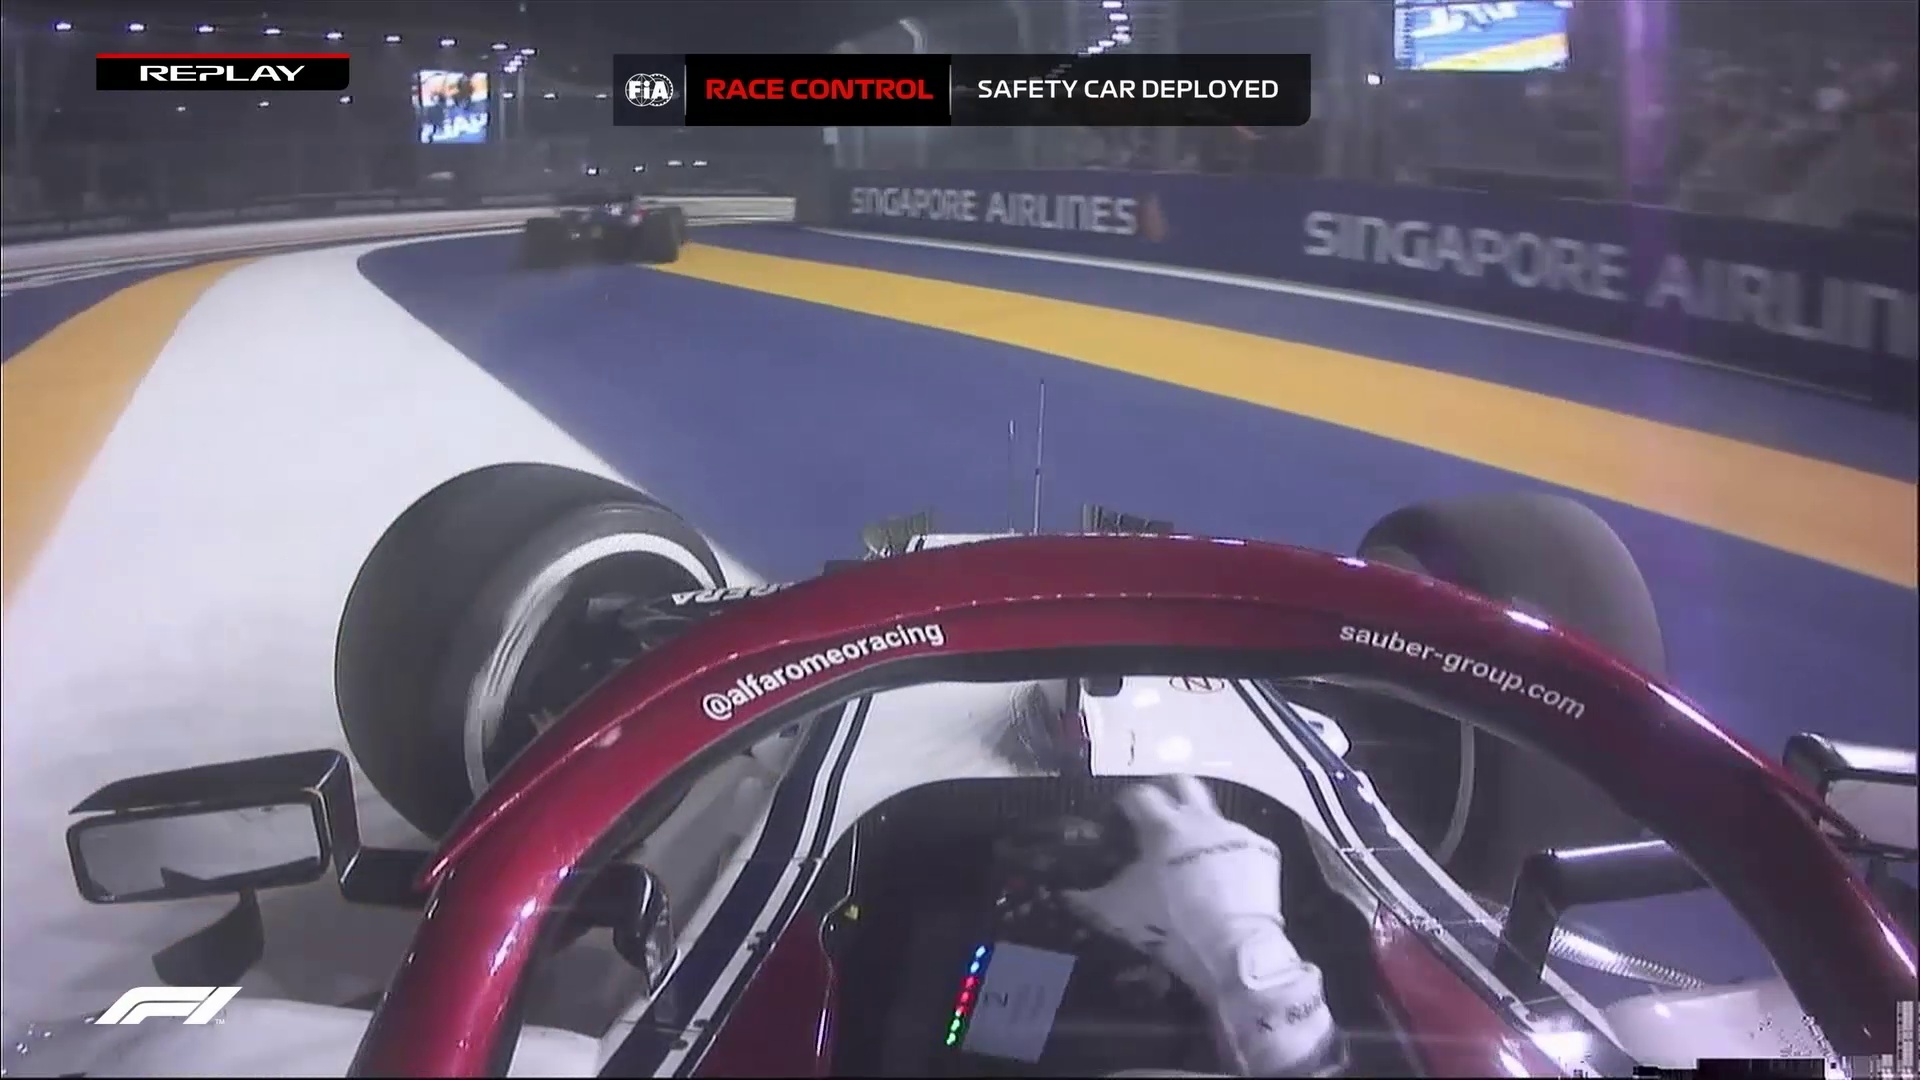 REPLAY
FIA
RACE CONTROL
SAFETY CAR DEPLOYED
SINGAPORE AIRLINES
SINGAPORE AIRLIN
@alfaromeoracing
sauber-group.com
F1